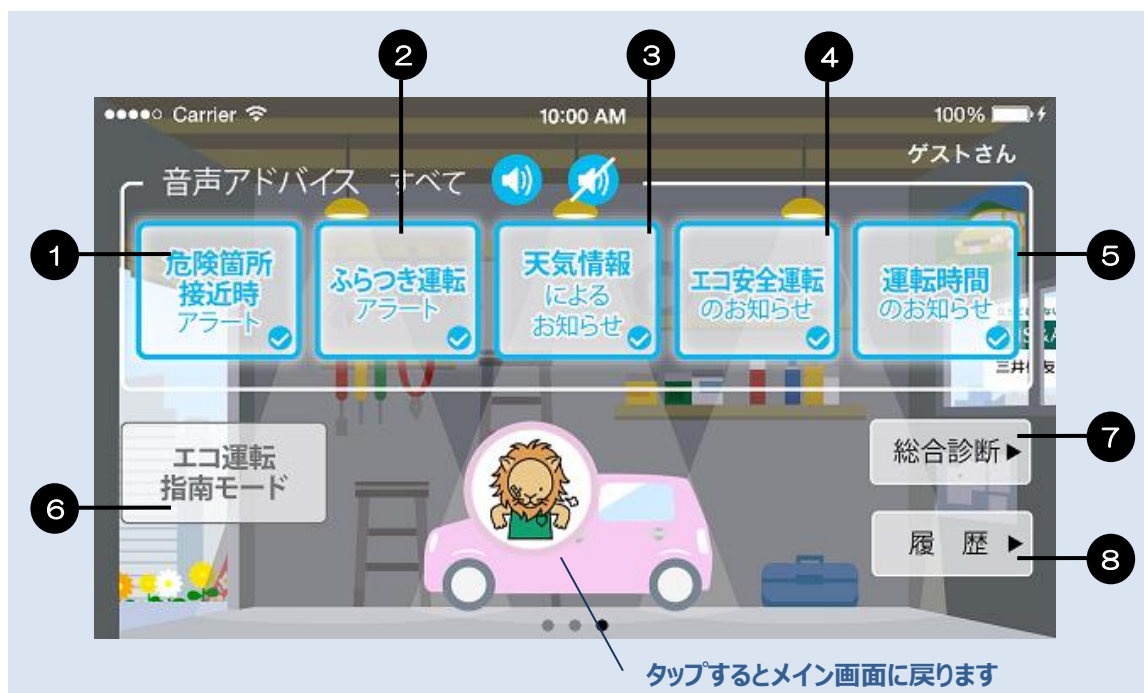 2
3
4
●●●●○ Carrier
10:00 AM
100%
ゲストさん
音声アドバイス すべて
1
危険箇所
接近時
アラート
ふらつき運転
アラート
天気情報
による
お知らせ
エコ安全運転
のお知らせ
運転時間
のお知らせ
5
エコ運転
指南モード
6
総合診断▶
7
履 歴 ▶
8
タップするとメイン画面に戻ります